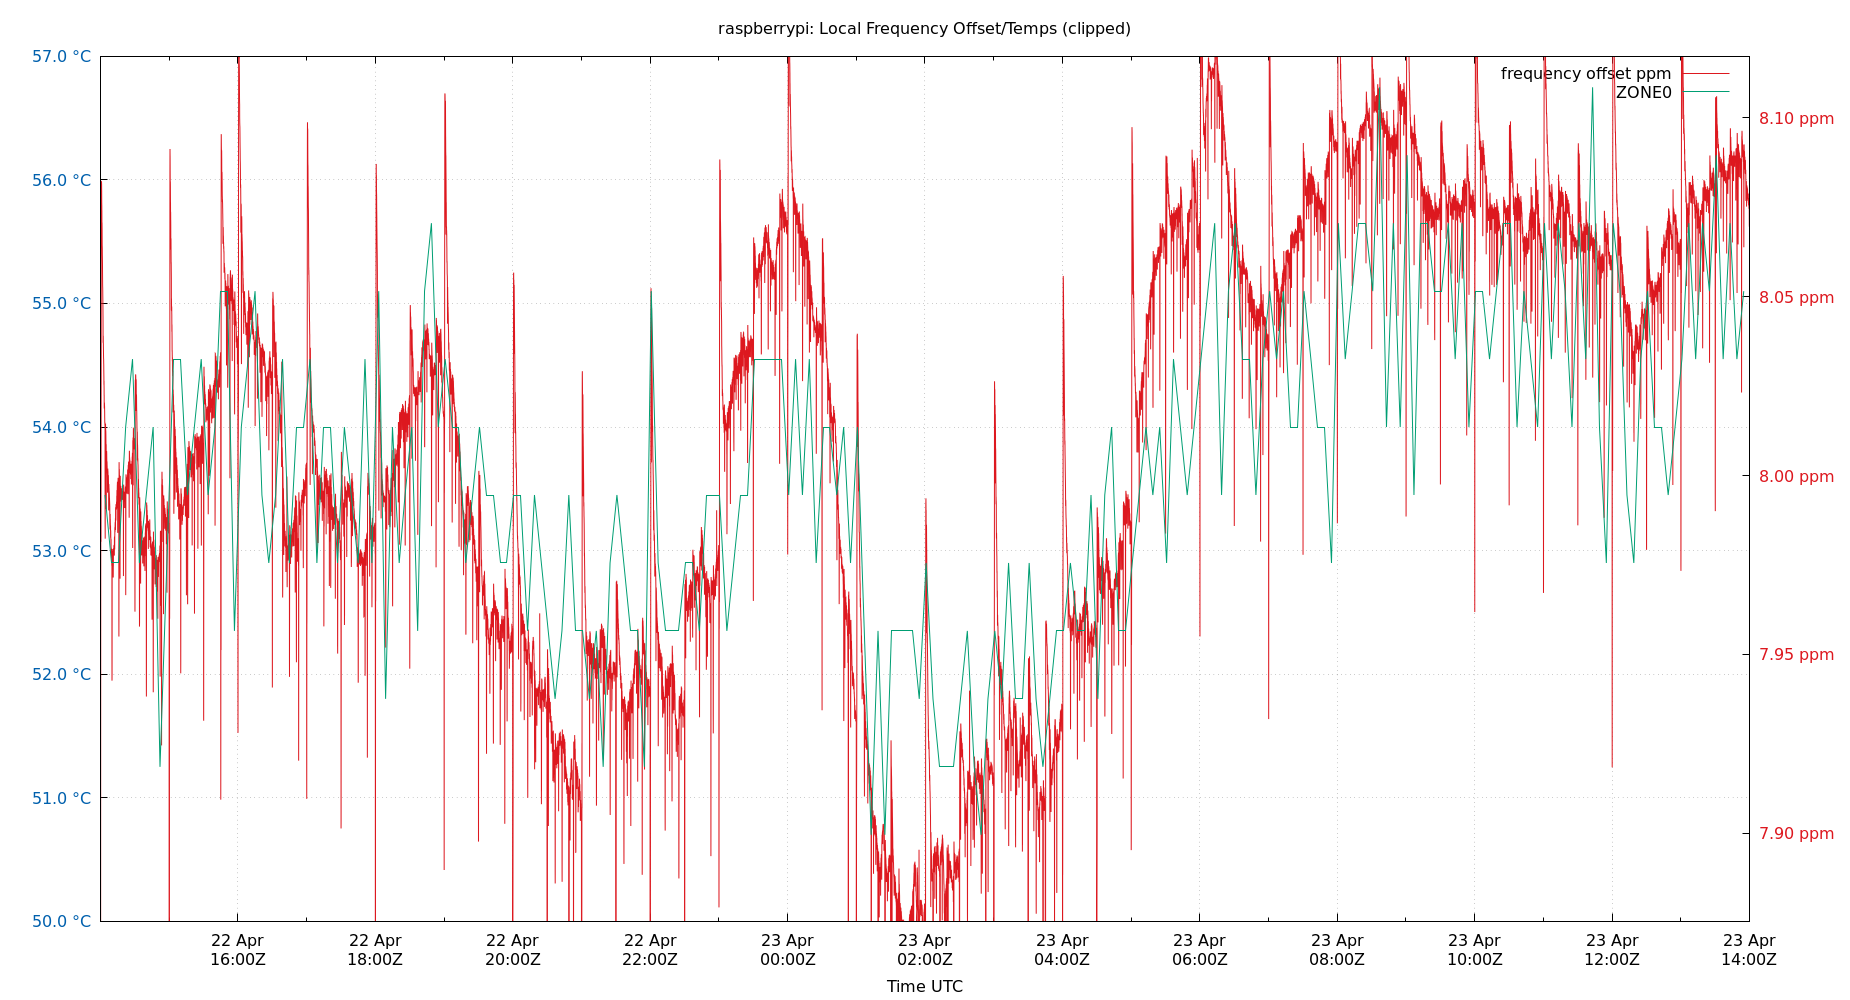 raspberrypi: Local Frequency Offset/Temps (clipped)
frequency offset ppm
ZONE0
57.0 °C
56.0 °C
55.0 °C
54.0 °C
53.0 °C
52.0 °C
51.0 °C
50.0 °C
8.10 ppm
8.05 ppm
8.00 ppm
7.95 ppm
7.90 ppm
22 Apr 22 Apr 22 Apr 22 Apr 23 Apr 23 Apr 23 Apr 23 Apr 23 Apr 23 Apr 23 Apr 23 Apr
16:00Z 18:00Z 20:00Z 22:00Z 00:00Z 02:00Z 04:00Z 06:00Z 08:00Z 10:00Z 12:00Z 14:00Z
Time UTC